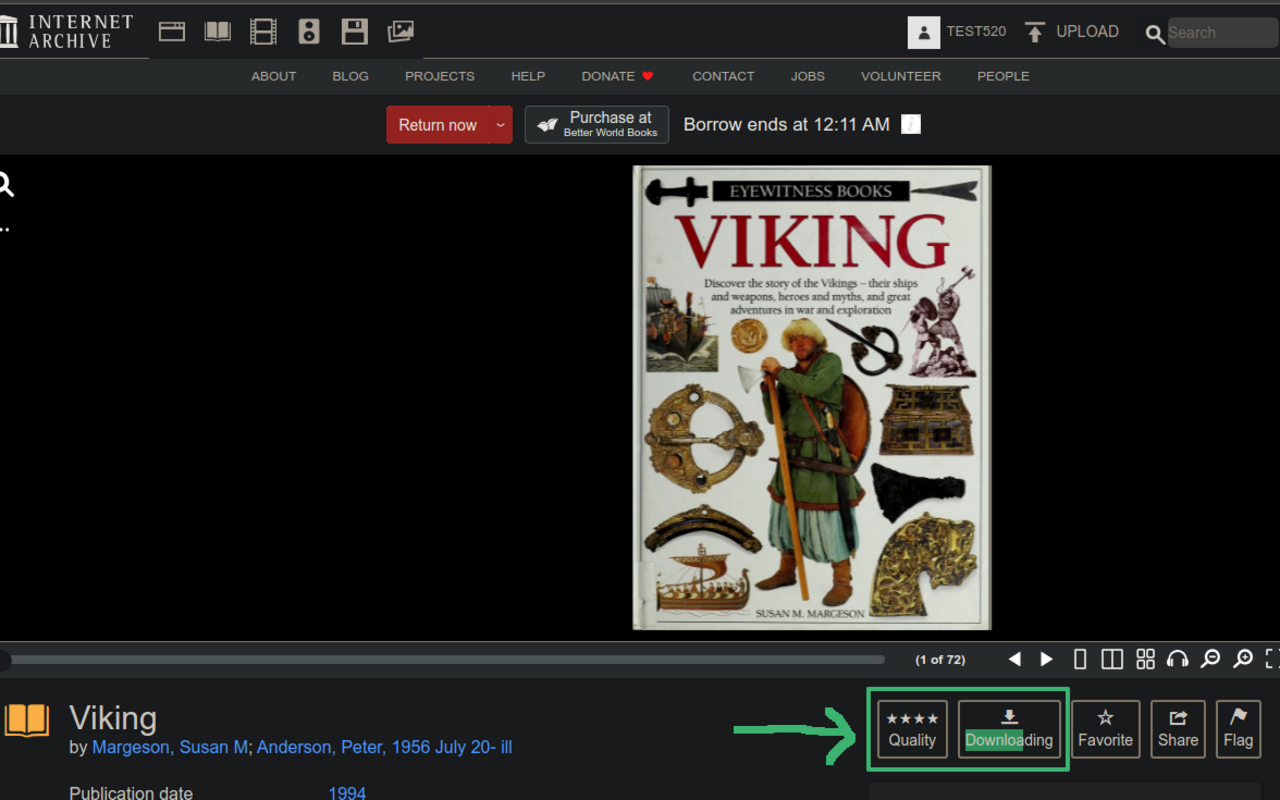 INTERNET
ARCHIVE
TEST520
UPLOAD
Search
ABOUT BLOG PROJECTS HELP DONATE CONTACT JOBS VOLUNTEER PEOPLE
Return now
Purchase at
Better World Books
Borrow ends at 12:11 AM
EYEWITNESS BOOKS
VIKING
Discover the story of the Vikings – their ships
and weapons, heroes and myths, and great
adventures in war and exploration
SUSAN M. MARGESON
(1 of 72)
Viking
by Margeson, Susan M; Anderson, Peter, 1956 July 20- ill
Quality
Downloading
Favorite
Share
Flag
Publication date 1994